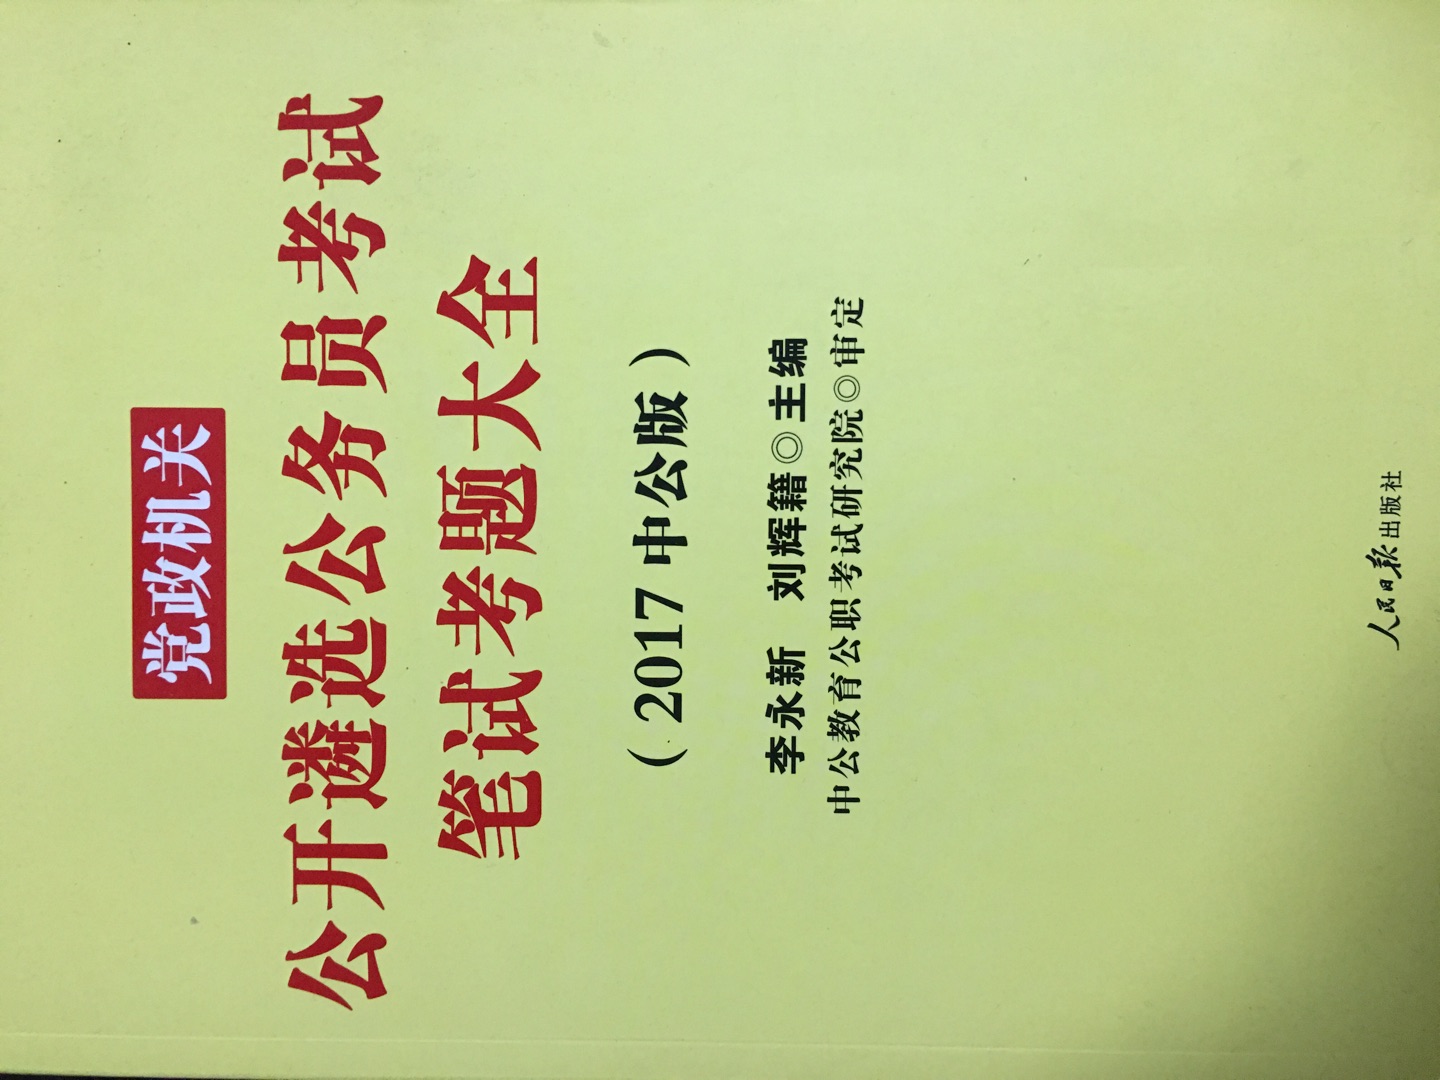 党政机关
公开遴选公务员考试
笔试考题大全
（2017中公版）
李永新 刘辉籍◎主编
中公教育公职考试研究院◎审定
人民日报出版社